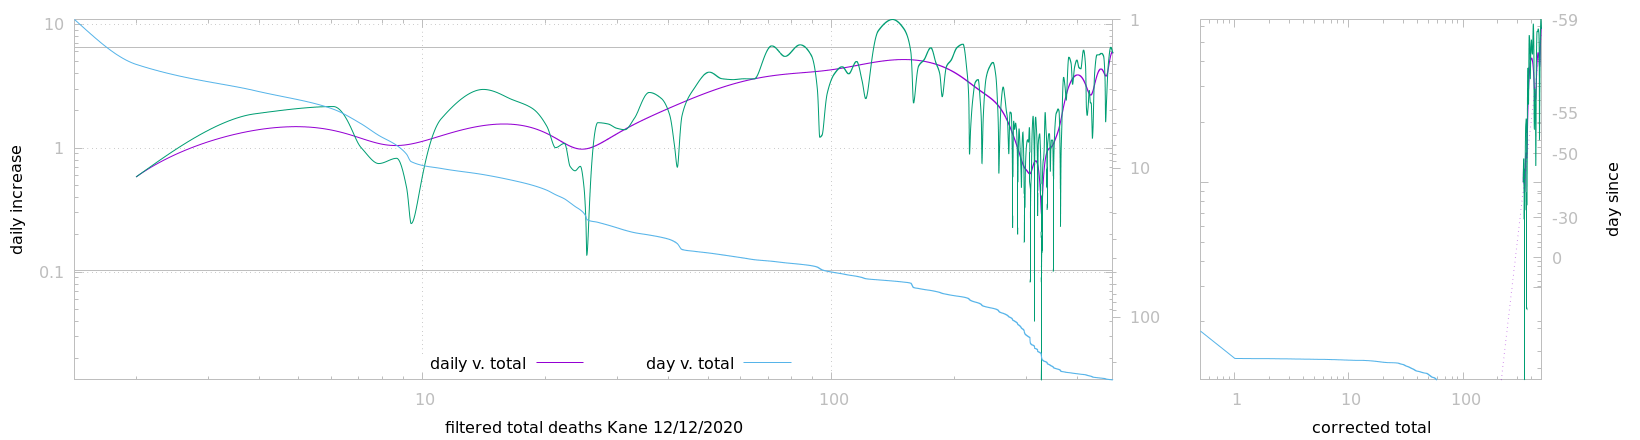 10
1
0.1
daily increase
1
10
100
daily v. total
day v. total
10
100
filtered total deaths Kane 12/12/2020
-59
-55
-50
-30
0
day since
1
10
100
corrected total